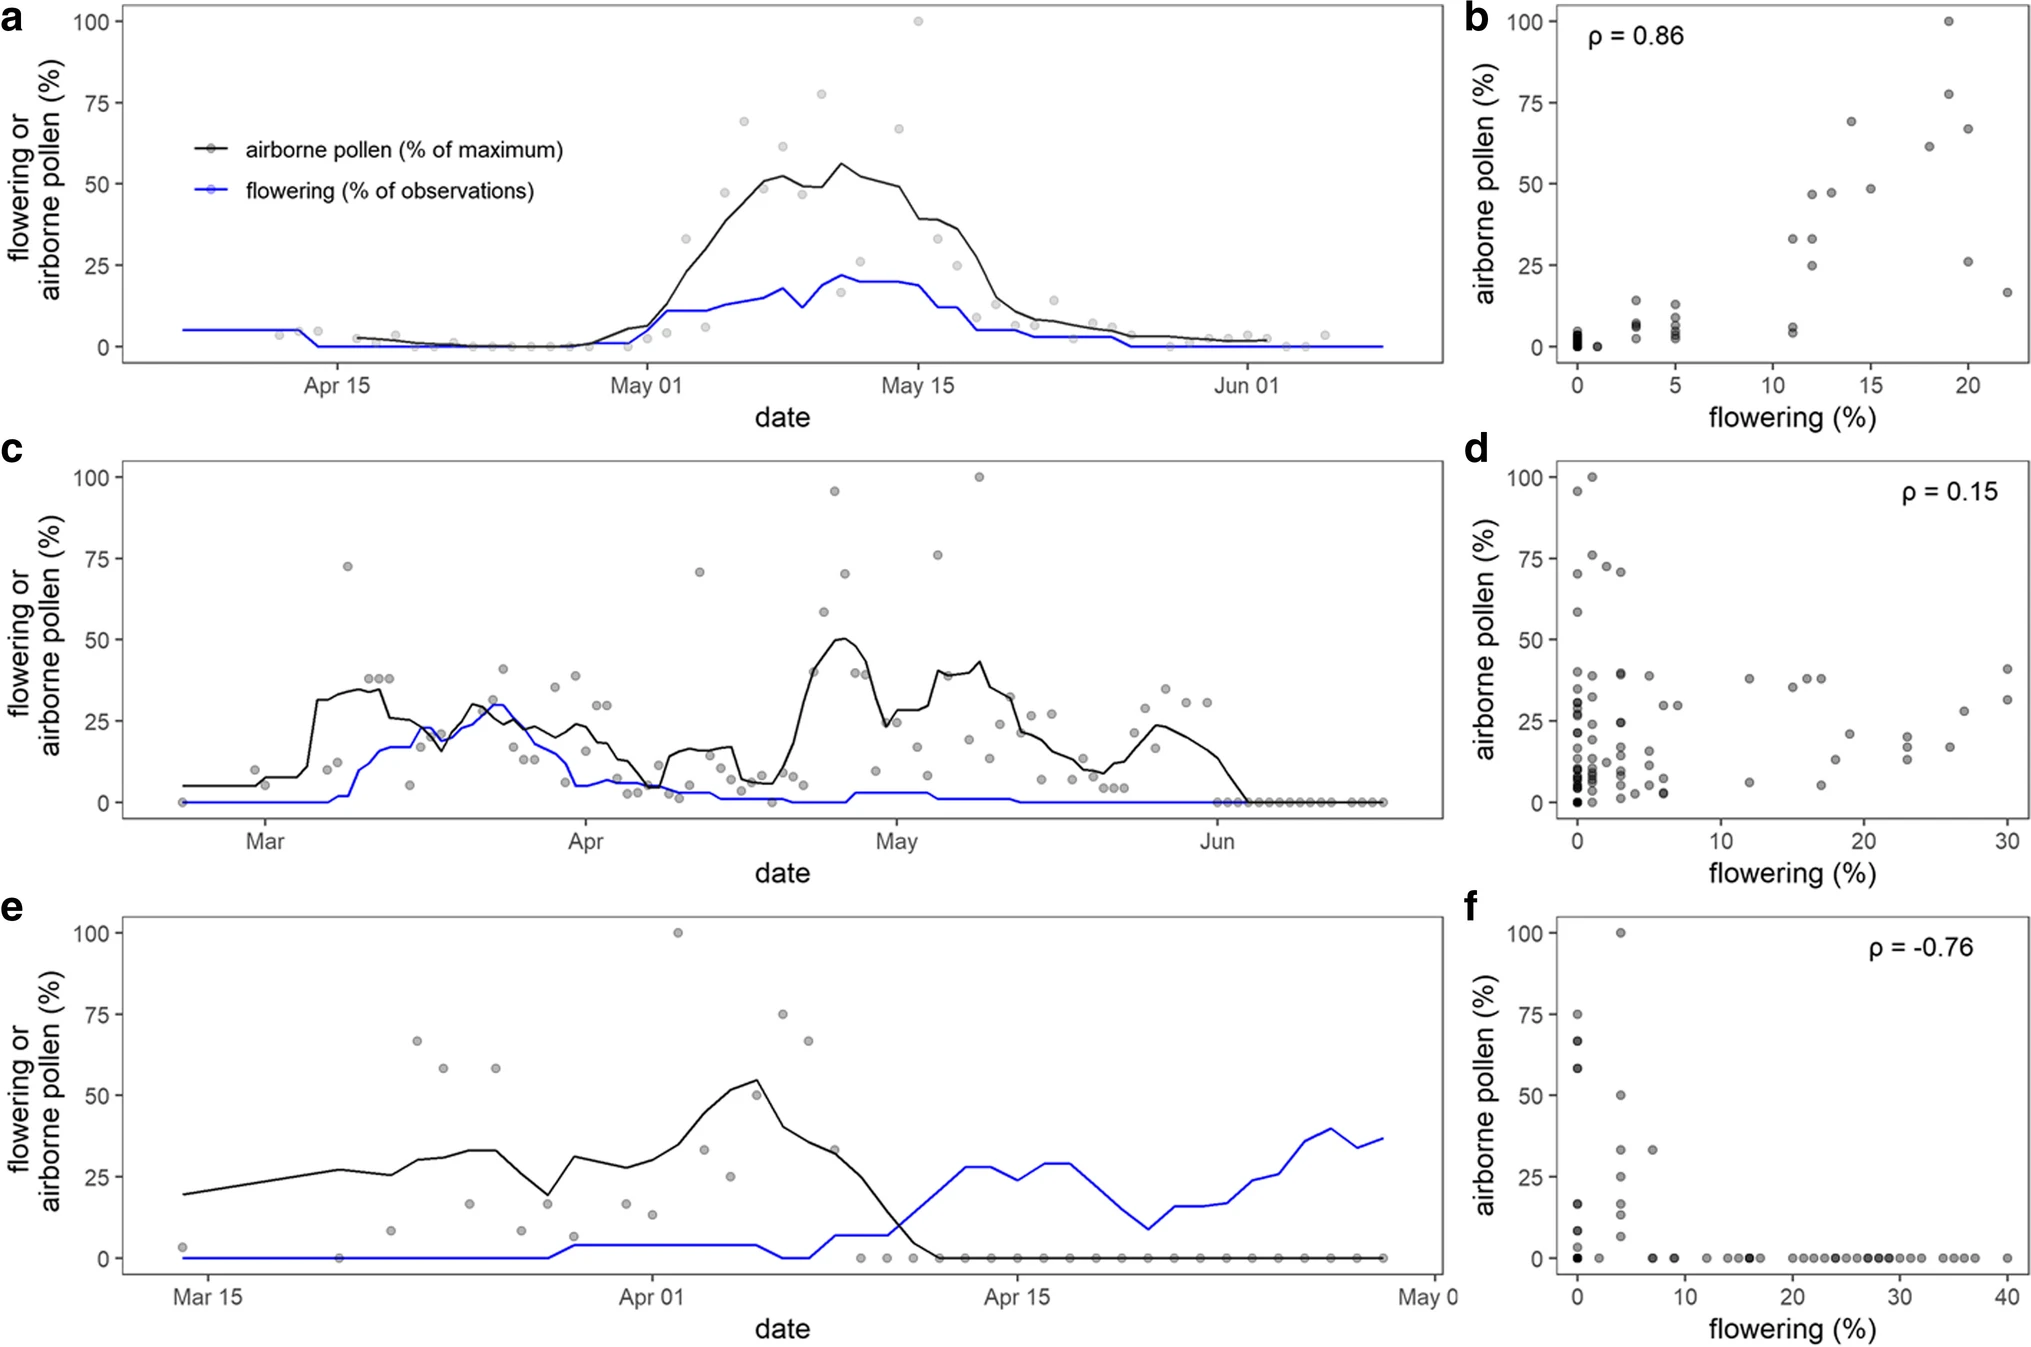 a
flowering or
airborne pollen (%)
100
75
50
25
0
airborne pollen (% of maximum)
flowering (% of observations)
Apr 15
May 01
May 15
Jun 01
date
b
airborne pollen (%)
100
75
50
25
0
ρ = 0.86
0
5
10
15
20
flowering (%)
c
flowering or
airborne pollen (%)
100
75
50
25
0
Mar
Apr
May
Jun
date
d
airborne pollen (%)
100
75
50
25
0
ρ = 0.15
0
10
20
30
flowering (%)
e
flowering or
airborne pollen (%)
100
75
50
25
0
Mar 15
Apr 01
Apr 15
May 0
date
f
airborne pollen (%)
100
75
50
25
0
ρ = -0.76
0
10
20
30
40
flowering (%)